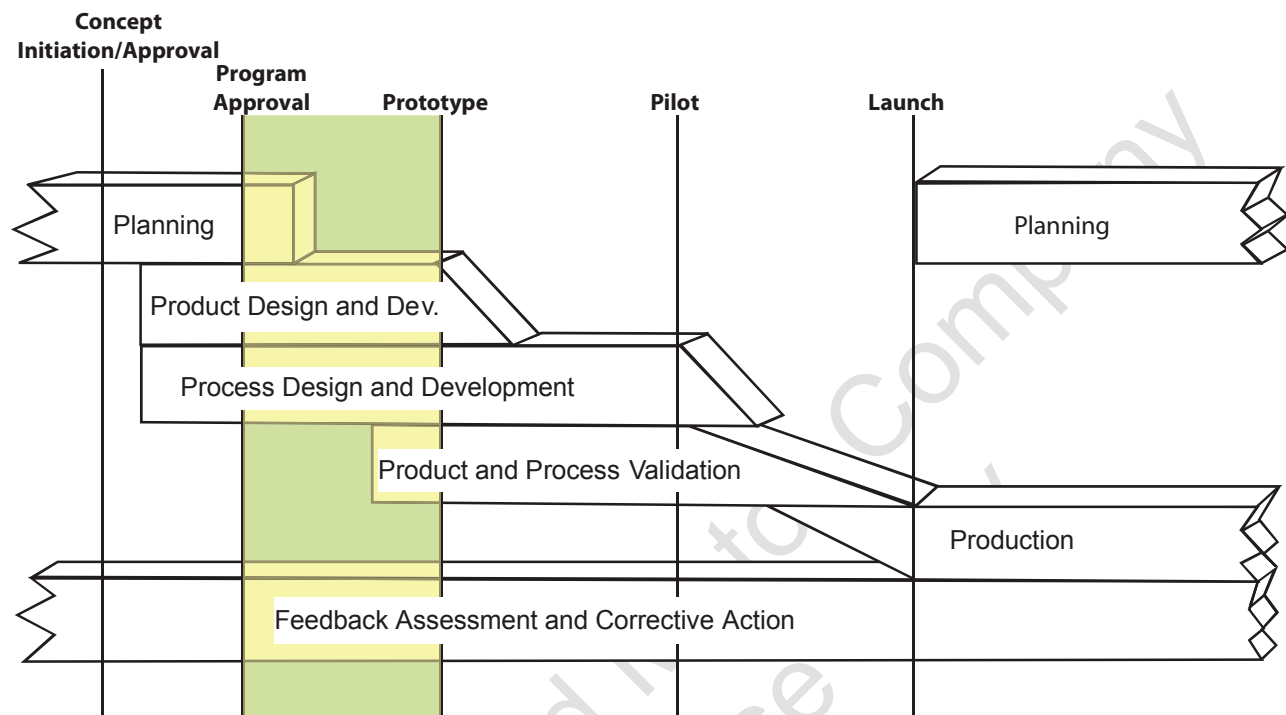 Concept
Initiation/Approval
Program
Approval
Prototype
Pilot
Launch
Planning
Planning
Product Design and Dev.
Process Design and Development
Product and Process Validation
Production
Feedback Assessment and Corrective Action
Company